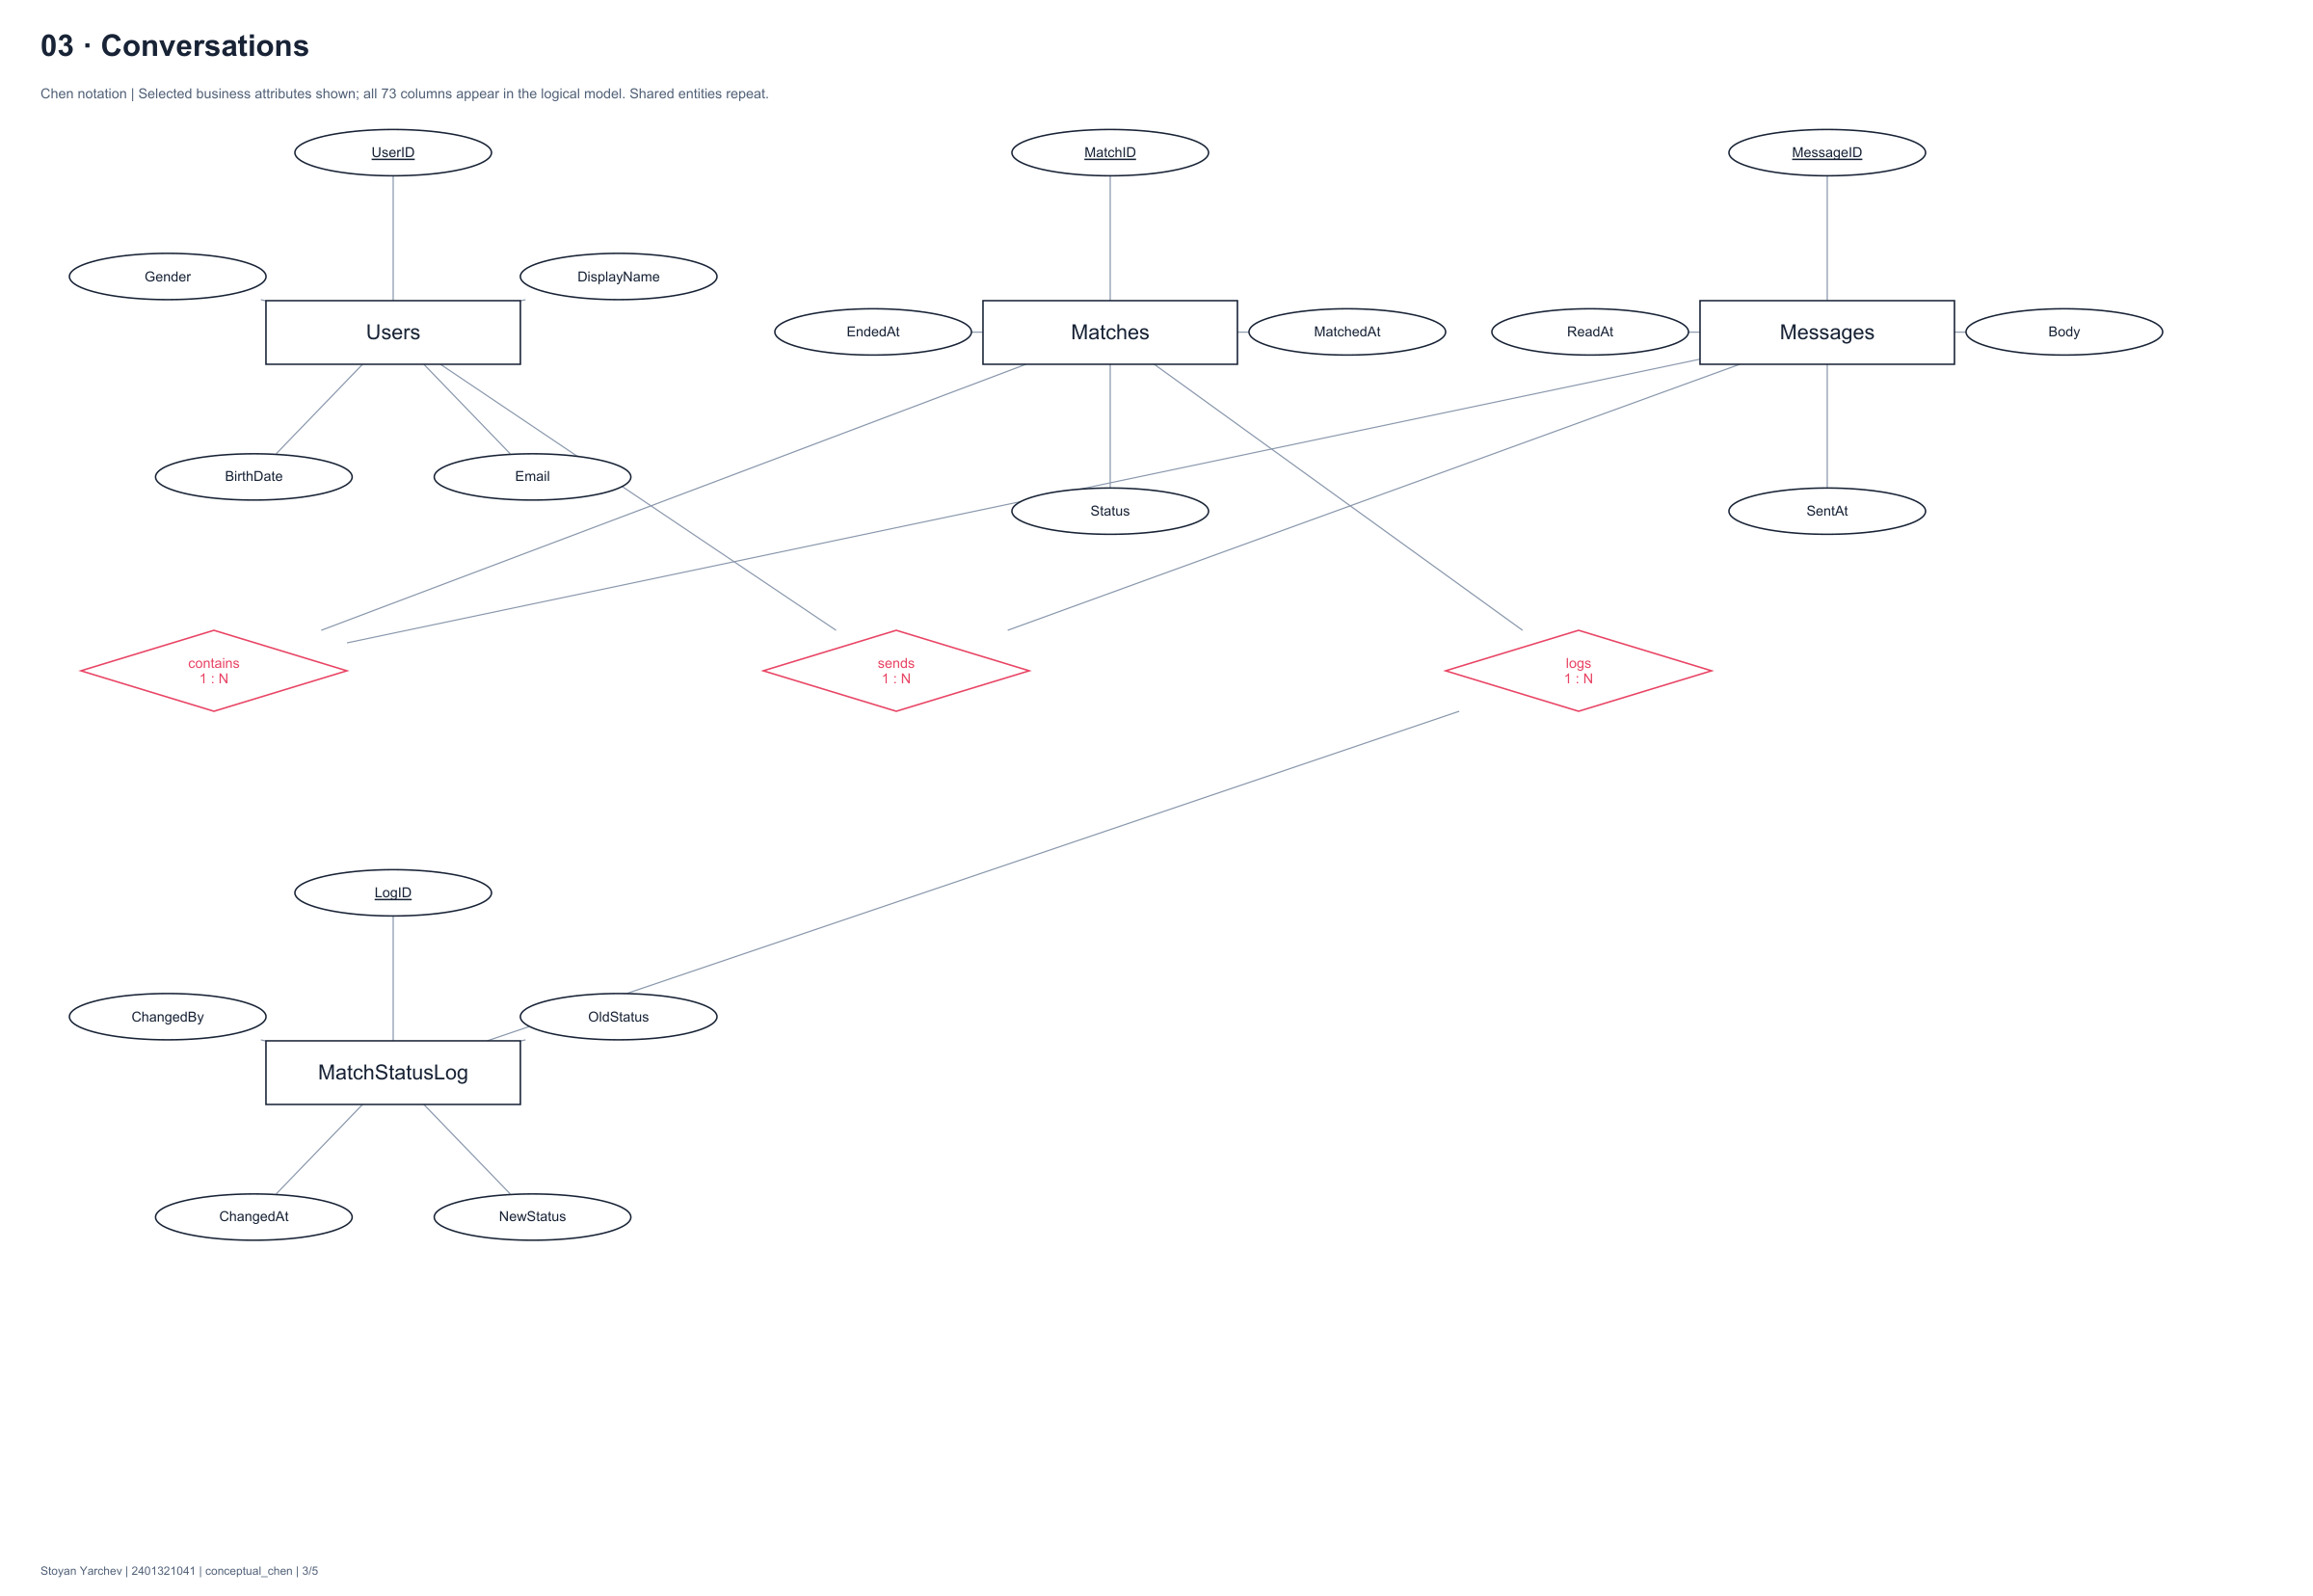 03 · Conversations
Chen notation | Selected business attributes shown; all 73 columns appear in the logical model. Shared entities repeat.
UserID
MatchID
MessageID
Gender
DisplayName
Users
EndedAt
Matches
MatchedAt
ReadAt
Messages
Body
BirthDate
Email
Status
SentAt
contains
1 : N
sends
1 : N
logs
1 : N
LogID
ChangedBy
OldStatus
MatchStatusLog
ChangedAt
NewStatus
Stoyan Yarchev | 2401321041 | conceptual_chen | 3/5